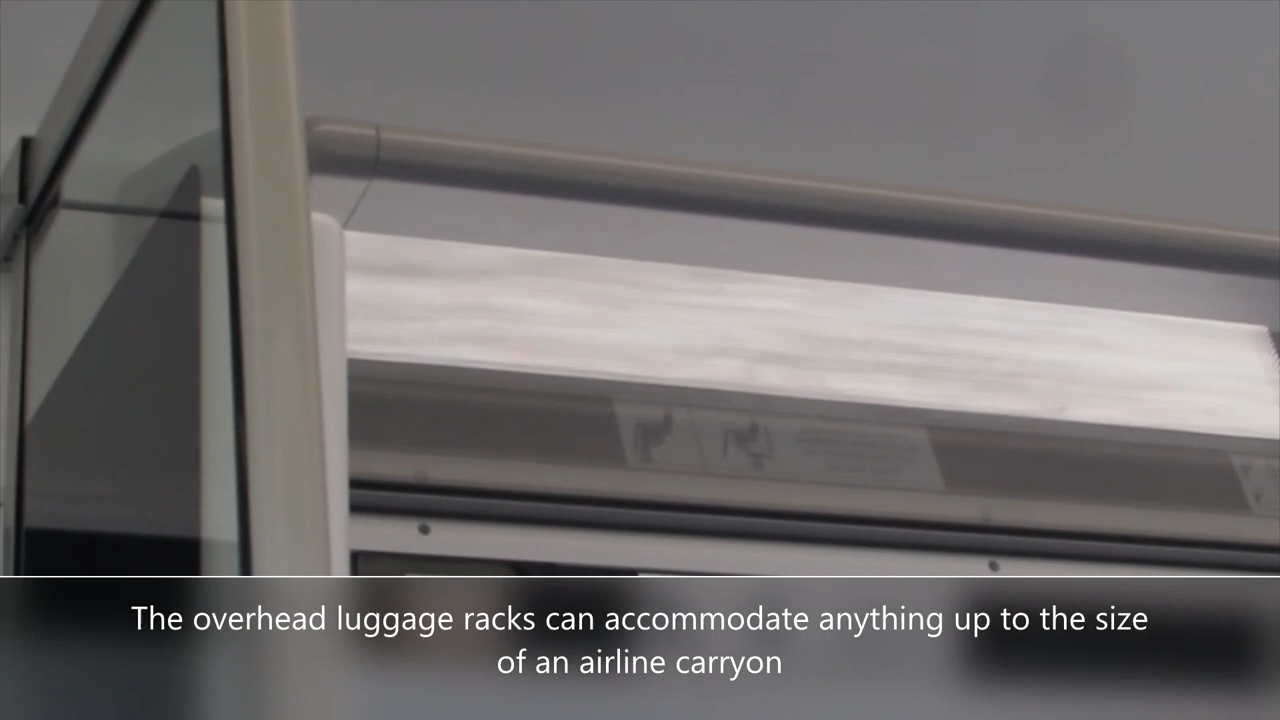 The overhead luggage racks can accommodate anything up to the size
of an airline carryon